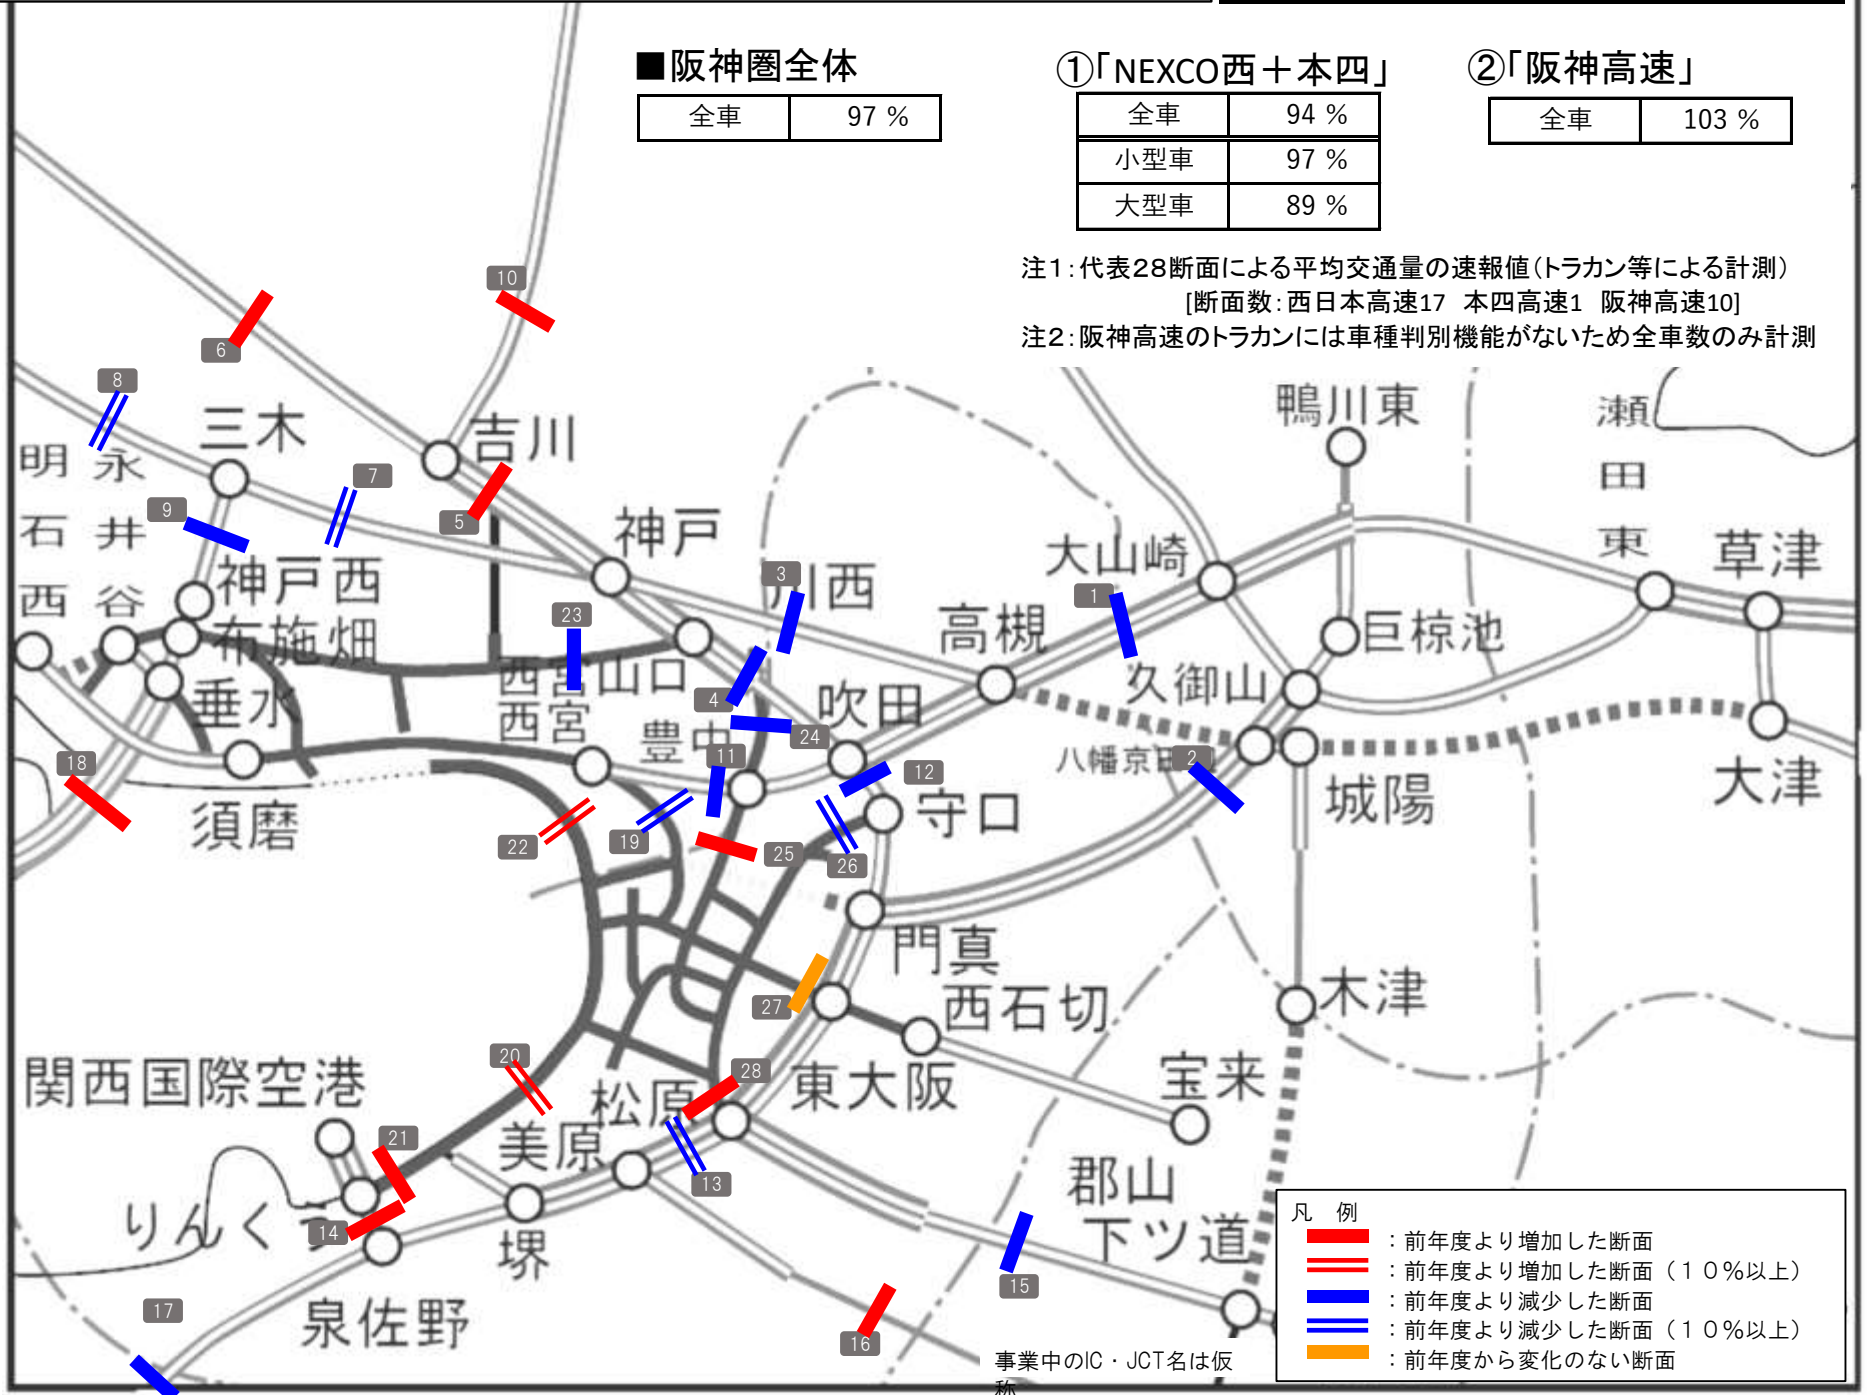 ■阪神圏全体
全車 97 %
①「NEXCO西＋本四」
全車 94 %
小型車 97 %
大型車 89 %
②「阪神高速」
全車 103 %
注１：代表２８断面による平均交通量の速報値（トラカン等による計測）
[断面数：西日本高速17　本四高速1　阪神高速10]
注２：阪神高速のトラカンには車種判別機能がないため全車数のみ計測
10
6
8
三木
吉川
鴨川東
瀬田東
明石西
永井谷
7
9
5
神戸
神戸西
布施畑
3
川西
大山崎
1
草津
高槻
23
巨椋池
久御山
西宮山口
西宮
垂水
4
吹田
豊中
24
11
12
八幡京田
2
18
大津
城陽
守口
須磨
22
19
25
26
門真
27
西石切
木津
関西国際空港
20
28
松原
東大阪
宝来
21
美原
13
郡山
下ツ道
りんくう
14
堺
15
17
泉佐野
16
事業中のIC・JCT名は仮
称
凡　例
：前年度より増加した断面
：前年度より増加した断面（１０％以上）
：前年度より減少した断面
：前年度より減少した断面（１０％以上）
：前年度から変化のない断面